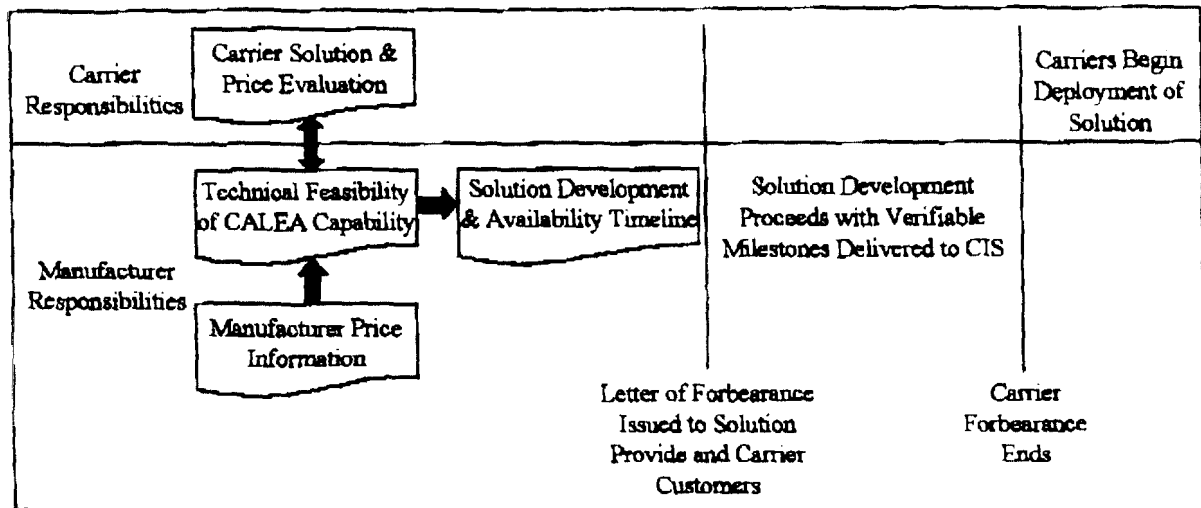 Carrier
Responsibilities
Carrier Solution &
Price Evaluation
Carriers Begin
Deployment of
Solution
Manufacturer
Responsibilities
Technical Feasibility
of CALEA Capability
Solution Development
& Availability Timeline
Solution Development
Proceeds with Verifiable
Milestones Delivered to CIS
Manufacturer Price
Information
Letter of Forbearance
Issued to Solution
Provide and Carrier
Customers
Carrier
Forbearance
Ends